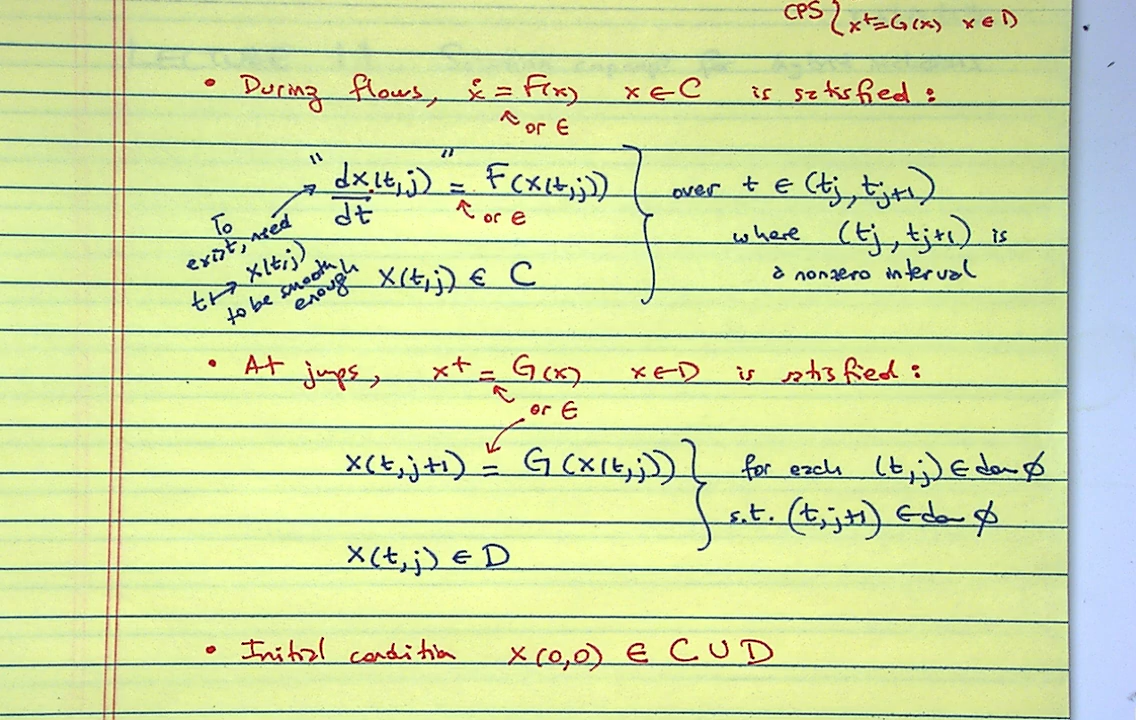 CPS { x+ = G(x) x ∈ D
• During flows, ẋ = F(x) x ∈ C is satisfied :
or ∈
" dx(t,j) " = F(x(t,j)) } over t ∈ (tj, tj+1)
dt
or ∈
where (tj, tj+1) is
a nonzero interval
To
exist, need
t ↦ x(t,j)
to be smooth
enough
x(t,j) ∈ C
• At jumps, x+ = G(x) x ∈ D is satisfied :
or ∈
x(t,j+1) = G(x(t,j)) } for each (t,j) ∈ dom ϕ
s.t. (t,j+1) ∈ dom ϕ
x(t,j) ∈ D
• Initial condition x(0,0) ∈ C ∪ D